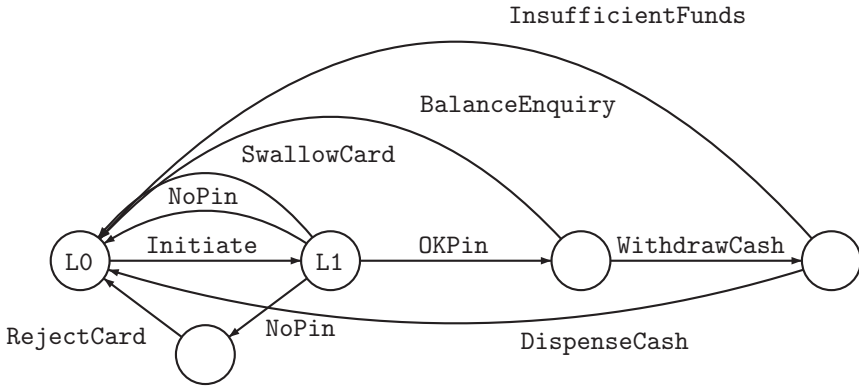 InsufficientFunds
BalanceEnquiry
SwallowCard
NoPin
Initiate
OKPin
WithdrawCash
L0
L1
RejectCard
NoPin
DispenseCash